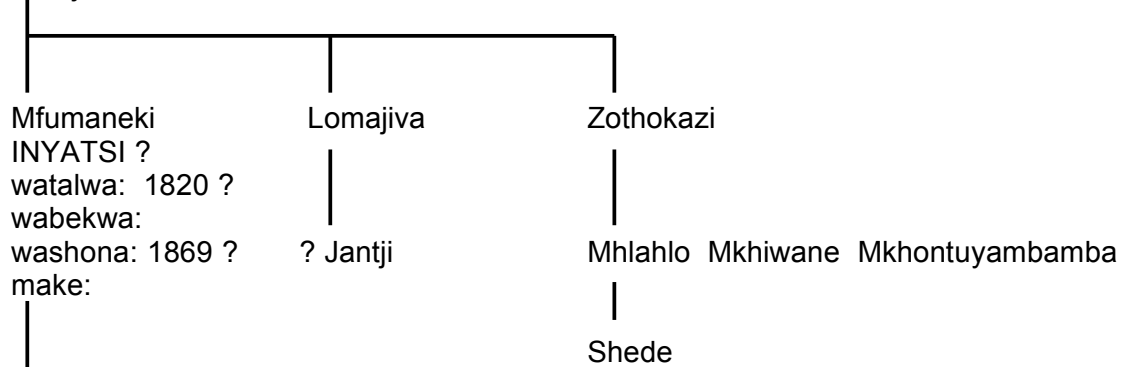 Mfumaneki Lomajiva Zothokazi
INYATSI ?
watalwa: 1820 ?
wabekwa:
washona: 1869 ? ? Jantji Mhlahlo Mkhiwane Mkhontuyambamba
make:
Shede